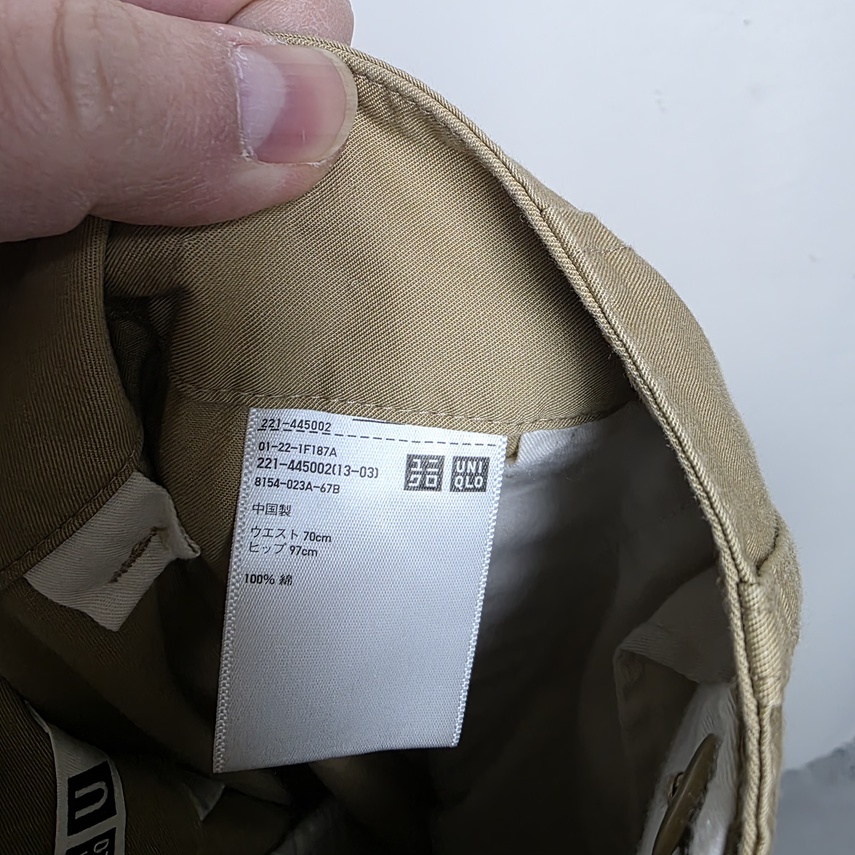 221-445002
01-22-1F187A
221-445002(13-03)
8154-023A-67B
ユニ
クロ
UNI
QLO
中国製
ウエスト 70cm
ヒップ 97cm
100% 綿
U